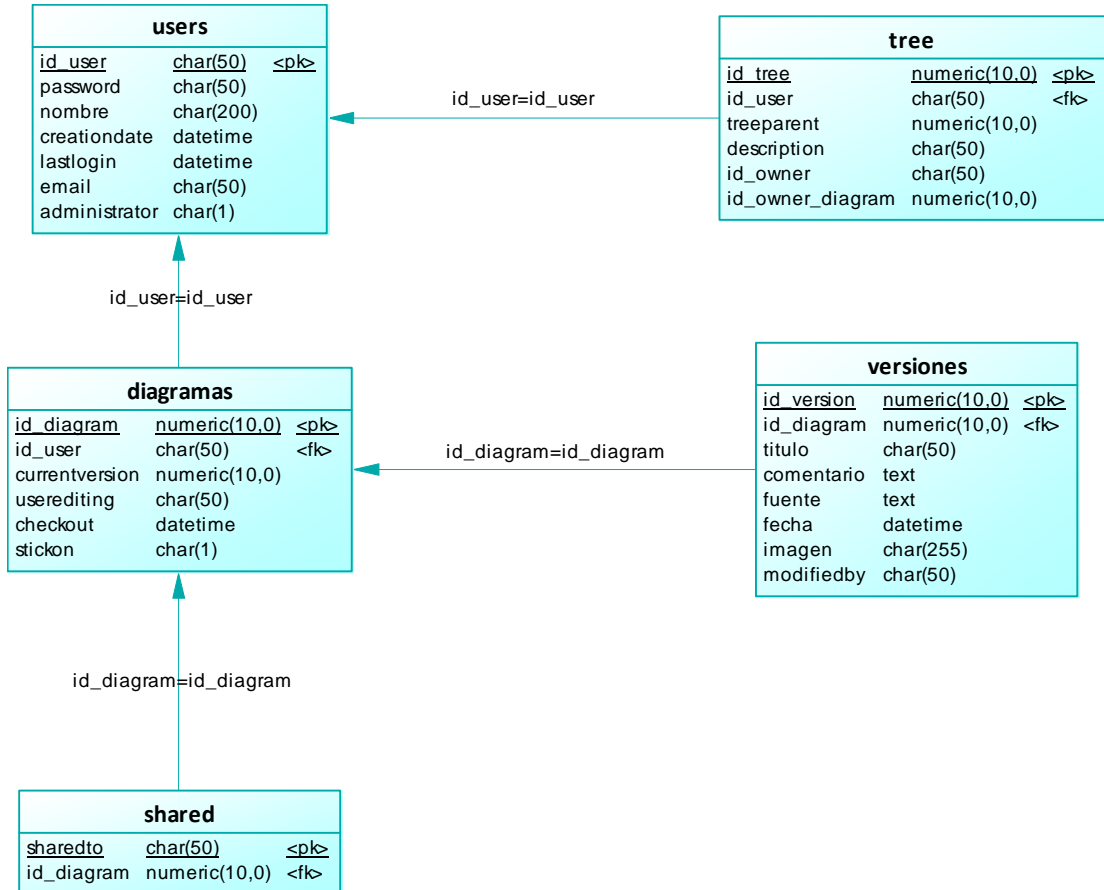 users
id_user char(50) <pk>
password char(50)
nombre char(200)
creationdate datetime
lastlogin datetime
email char(50)
administrator char(1)
tree
id_tree numeric(10,0) <pk>
id_user char(50) <fk>
treeparent numeric(10,0)
description char(50)
id_owner char(50)
id_owner_diagram numeric(10,0)
id_user=id_user
id_user=id_user
diagramas
id_diagram numeric(10,0) <pk>
id_user char(50) <fk>
currentversion numeric(10,0)
userediting char(50)
checkout datetime
stickon char(1)
versiones
id_version numeric(10,0) <pk>
id_diagram numeric(10,0) <fk>
titulo char(50)
comentario text
fuente text
fecha datetime
imagen char(255)
modifiedby char(50)
id_diagram=id_diagram
id_diagram=id_diagram
shared
sharedto char(50) <pk>
id_diagram numeric(10,0) <fk>